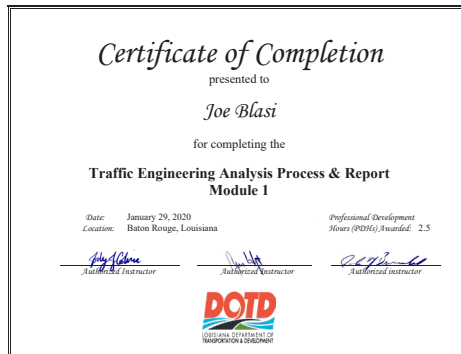 Certificate of Completion
presented to
Joe Blasi
for completing the
Traffic Engineering Analysis Process & Report
Module 1
Date: January 29, 2020
Location: Baton Rouge, Louisiana
Professional Development
Hours (PDHs) Awarded: 2.5
Authorized Instructor
Authorized Instructor
Authorized instructor
DOTD
LOUISIANA DEPARTMENT OF
TRANSPORTATION & DEVELOPMENT